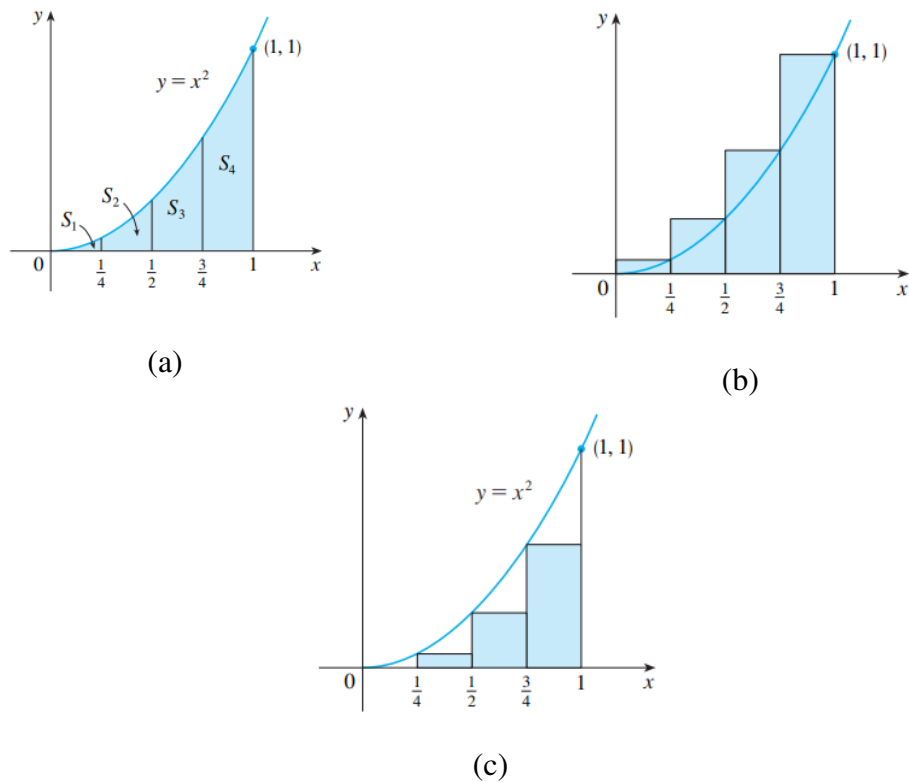 y
(1, 1)
y = x²
S₄
S₂
S₃
S₁
0 1/4 1/2 3/4 1 x
(a)
y
(1, 1)
0 1/4 1/2 3/4 1 x
(b)
y
(1, 1)
y = x²
0 1/4 1/2 3/4 1 x
(c)